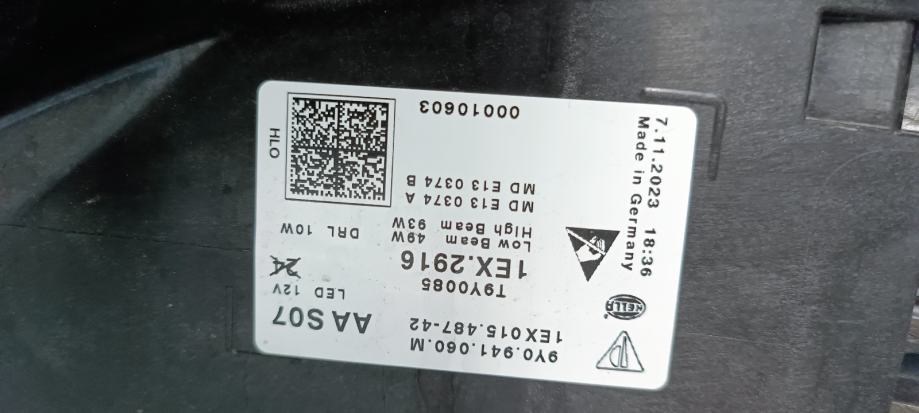 9Y0.941.060.M
1EX015.487-42
AA S07
T9Y0085
LED 12V
1EX.2916
24
Low Beam 49W
High Beam 93W
DRL 10W
MD E13 0374 A
MD E13 0374 B
HLO
00010603
HELLA
7.11.2023 18:36
Made in Germany